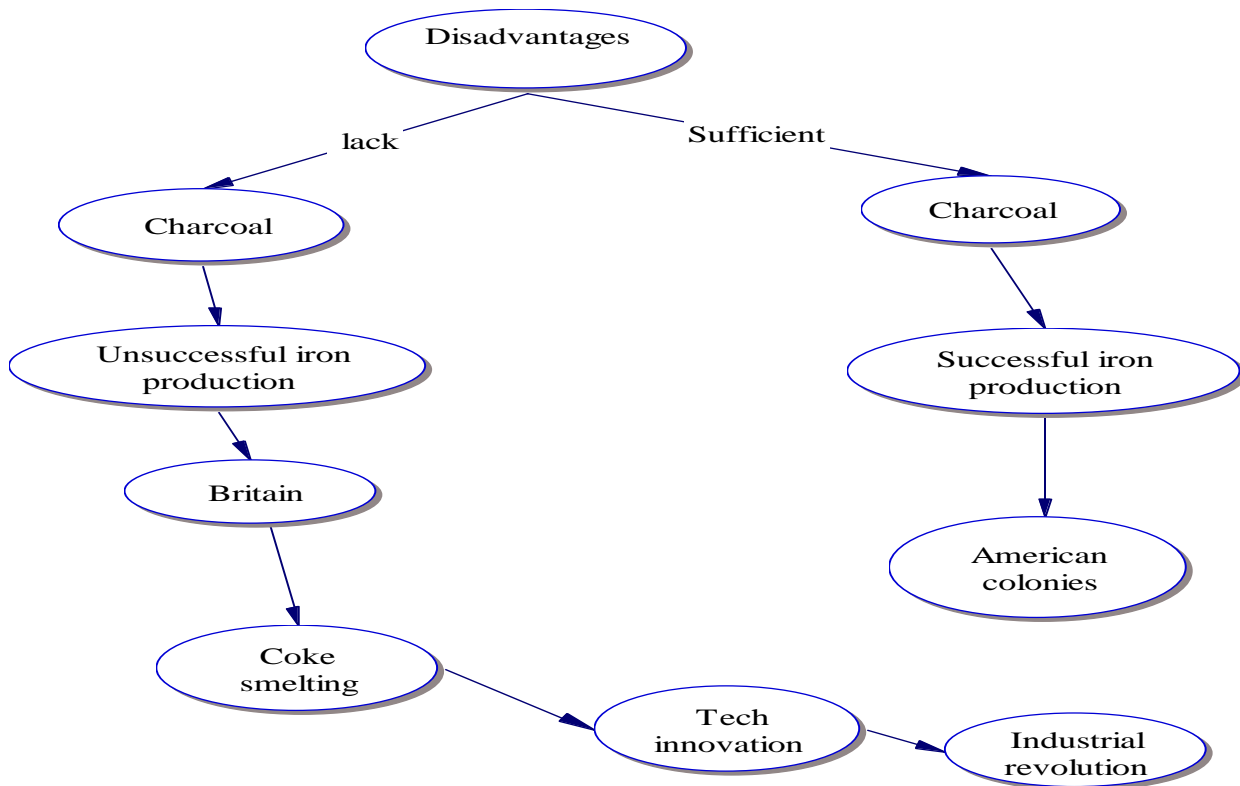 Disadvantages
lack
Sufficient
Charcoal
Charcoal
Unsuccessful iron
production
Successful iron
production
Britain
American
colonies
Coke
smelting
Tech
innovation
Industrial
revolution